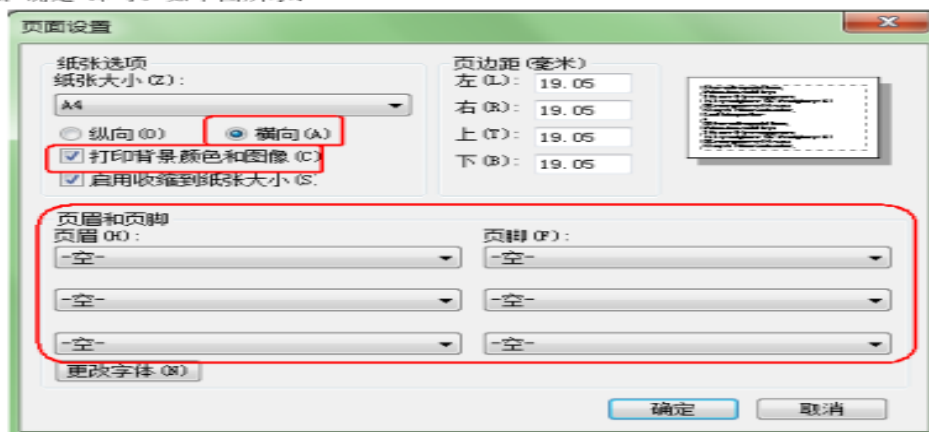 页面设置
纸张选项
纸张大小(Z):
A4
纵向(O) 横向(A)
打印背景颜色和图像(C)
启用收缩到纸张大小(S
页边距(毫米)
左(L): 19.05
右(R): 19.05
上(T): 19.05
下(B): 19.05
页眉和页脚
页眉(H):
-空-
-空-
-空-
页脚(F):
-空-
-空-
-空-
更改字体(N)
确定 取消